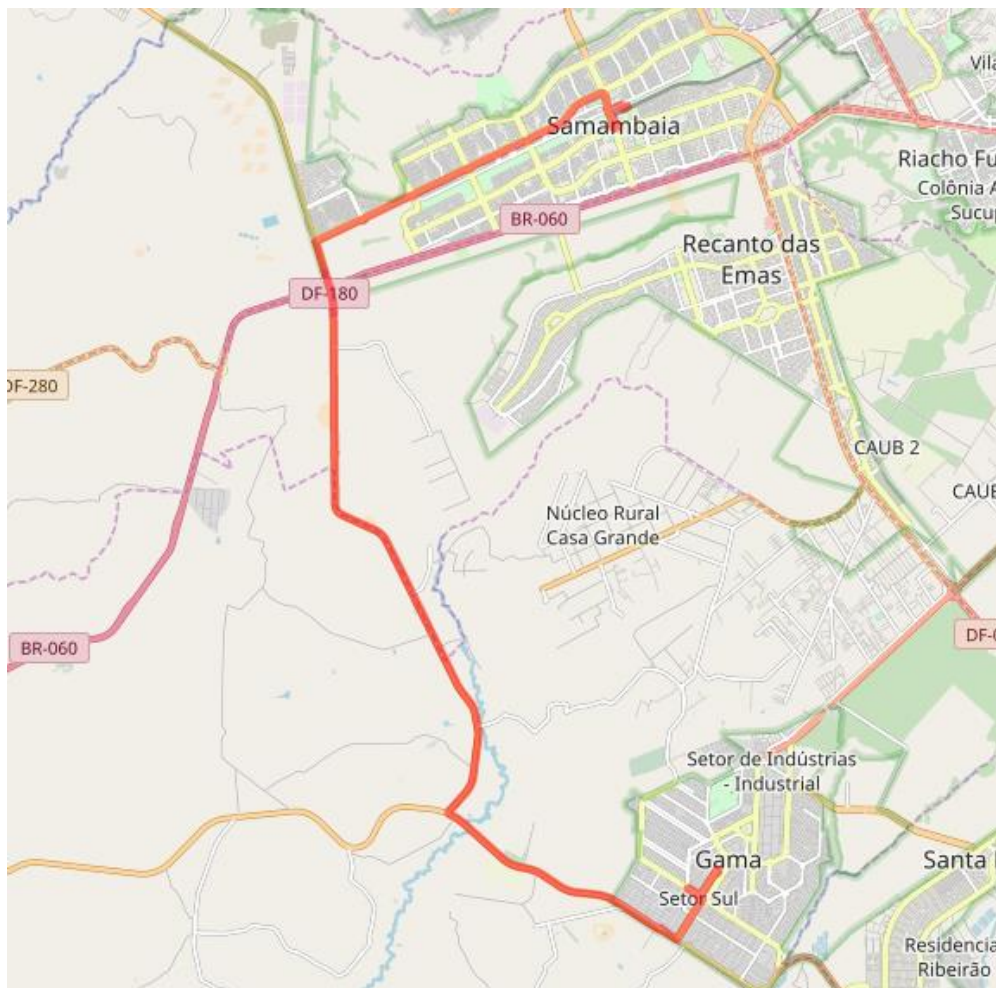 Vila
Samambaia
Riacho Fu
Colônia A
Sucu
BR-060
Recanto das
Emas
DF-180
DF-280
CAUB 2
CAUB
Núcleo Rural
Casa Grande
BR-060
DF-0
Setor de Indústrias
- Industrial
Gama
Santa
Setor Sul
Residencia
Ribeirão